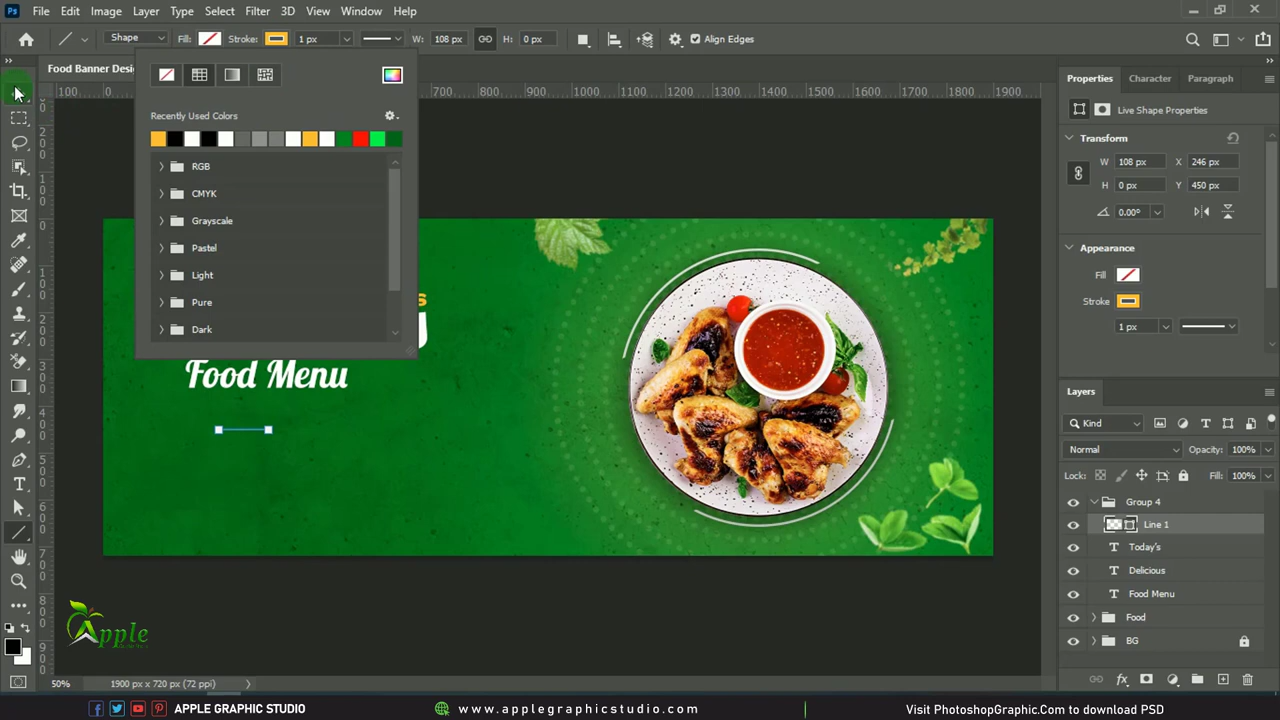 Ps File Edit Image Layer Type Select Filter 3D View Window Help
Shape Fill: Stroke: 1 px W: 108 px H: 0 px Align Edges
Food Banner Desi
Recently Used Colors
RGB
CMYK
Grayscale
Pastel
Light
Pure
Dark
100 0 700 800 900 1000 1100 1200 1300 1400 1500 1600 1700 1800 1900
Food Menu
Apple
50% 1900 px x 720 px (72 ppi)
Properties Character Paragraph
Live Shape Properties
Transform
W 108 px X 246 px
H 0 px Y 450 px
0.00°
Appearance
Fill
Stroke
1 px
Layers
Kind
Normal Opacity: 100%
Lock: Fill: 100%
Group 4
Line 1
T Today's
T Delicious
T Food Menu
Food
BG
APPLE GRAPHIC STUDIO www.applegraphicstudio.com Visit PhotoshopGraphic.Com to download PSD